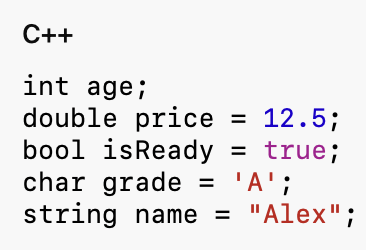 C++
int age;
double price = 12.5;
bool isReady = true;
char grade = 'A';
string name = "Alex";